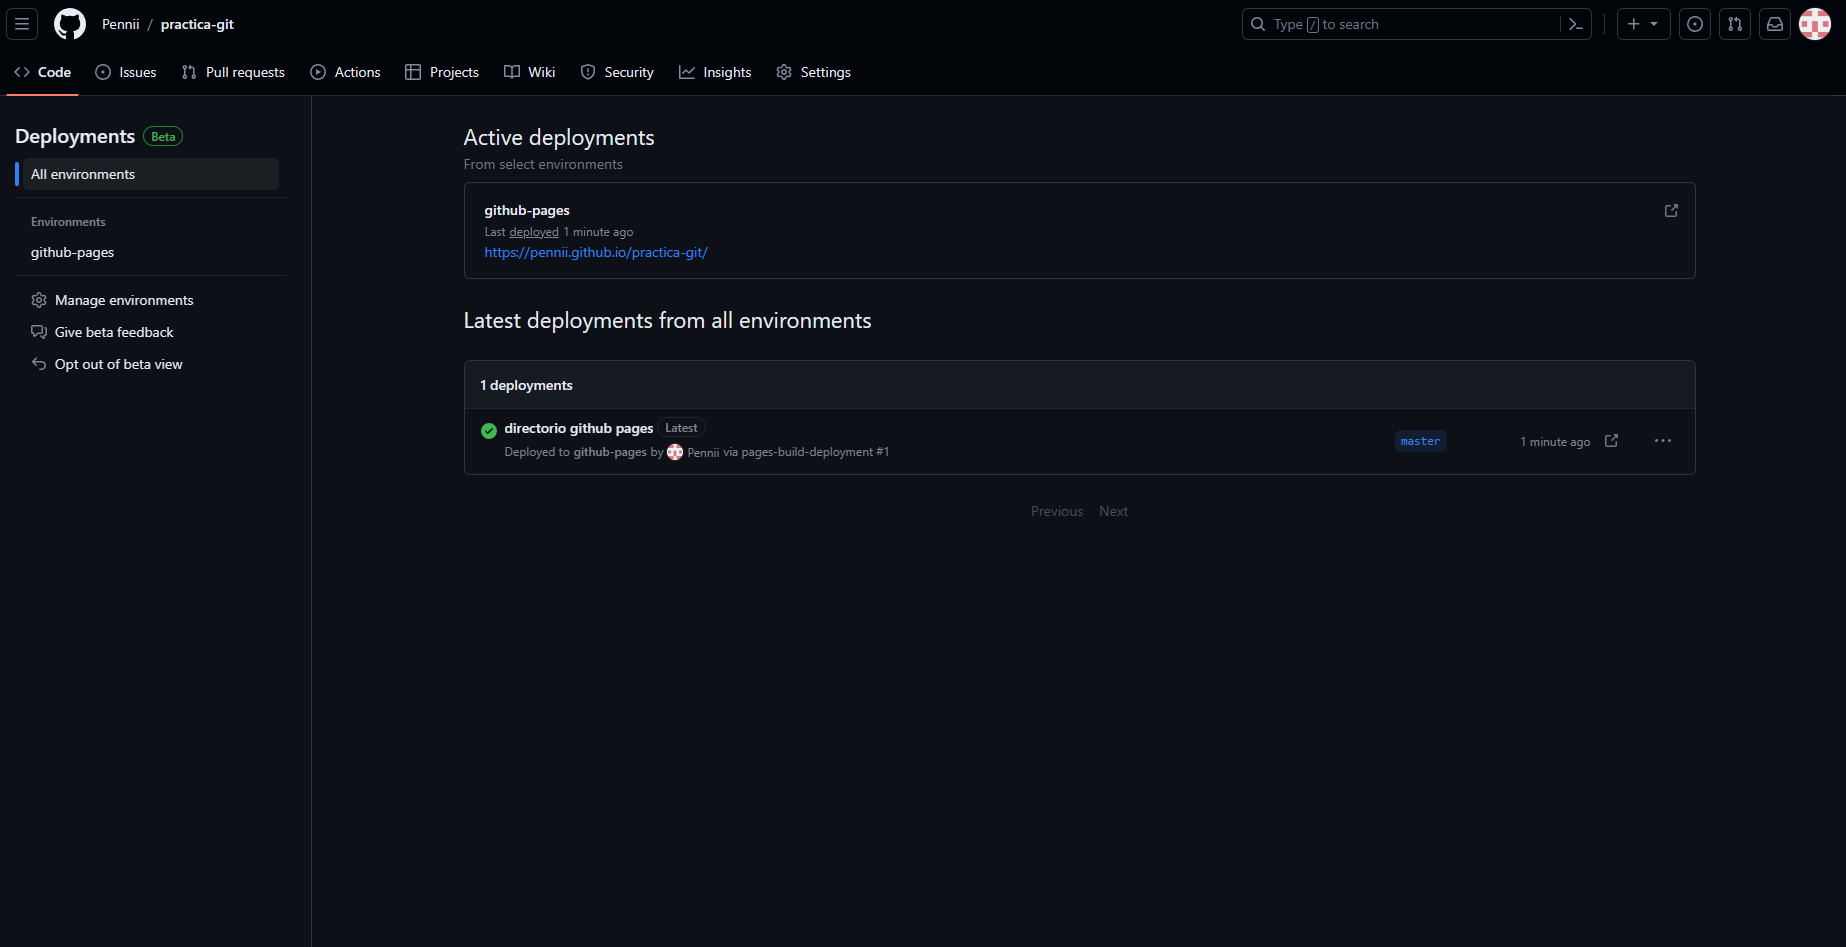 Pennii / practica-git
Type / to search
Code Issues Pull requests Actions Projects Wiki Security Insights Settings
Deployments Beta
All environments
Environments
github-pages
Manage environments
Give beta feedback
Opt out of beta view
Active deployments
From select environments
github-pages
Last deployed 1 minute ago
https://pennii.github.io/practica-git/
Latest deployments from all environments
1 deployments
directorio github pages Latest
Deployed to github-pages by Pennii via pages-build-deployment #1
master 1 minute ago
Previous Next